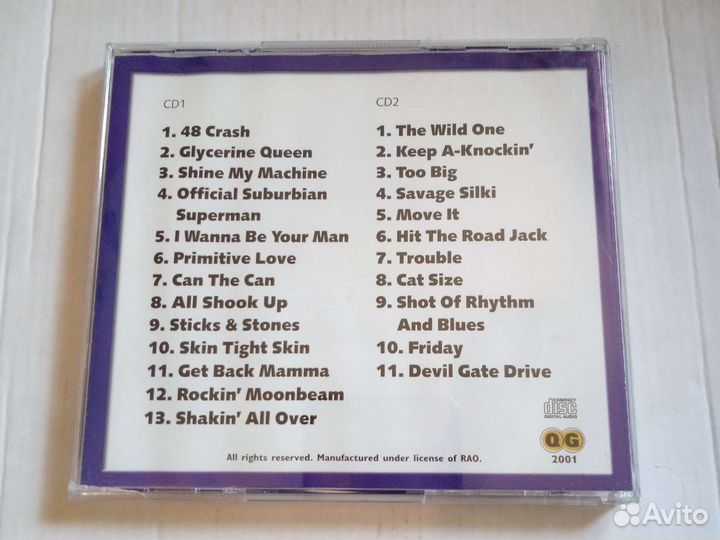 CD1
1. 48 Crash
2. Glycerine Queen
3. Shine My Machine
4. Official Suburbian
Superman
5. I Wanna Be Your Man
6. Primitive Love
7. Can The Can
8. All Shook Up
9. Sticks & Stones
10. Skin Tight Skin
11. Get Back Mamma
12. Rockin' Moonbeam
13. Shakin' All Over
CD2
1. The Wild One
2. Keep A-Knockin'
3. Too Big
4. Savage Silki
5. Move It
6. Hit The Road Jack
7. Trouble
8. Cat Size
9. Shot Of Rhythm
And Blues
10. Friday
11. Devil Gate Drive
COMPACT
disc
DIGITAL AUDIO
QG
2001
All rights reserved. Manufactured under license of RAO.
Avito